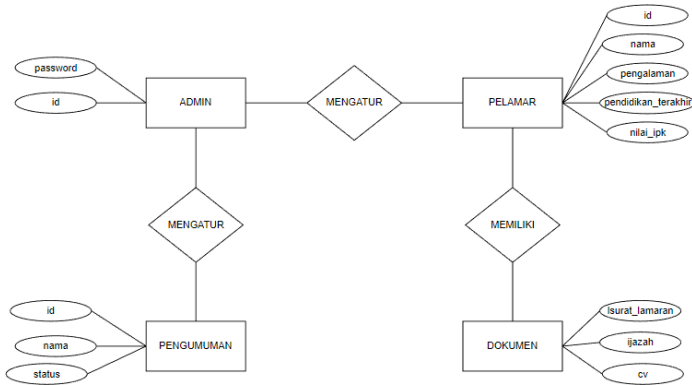 id
nama
password
pengalaman
ADMIN
MENGATUR
PELAMAR
id
pendidikan_terakhir
nilai_ipk
MENGATUR
MEMILIKI
id
lsurat_lamaran
nama
PENGUMUMAN
DOKUMEN
ijazah
status
cv